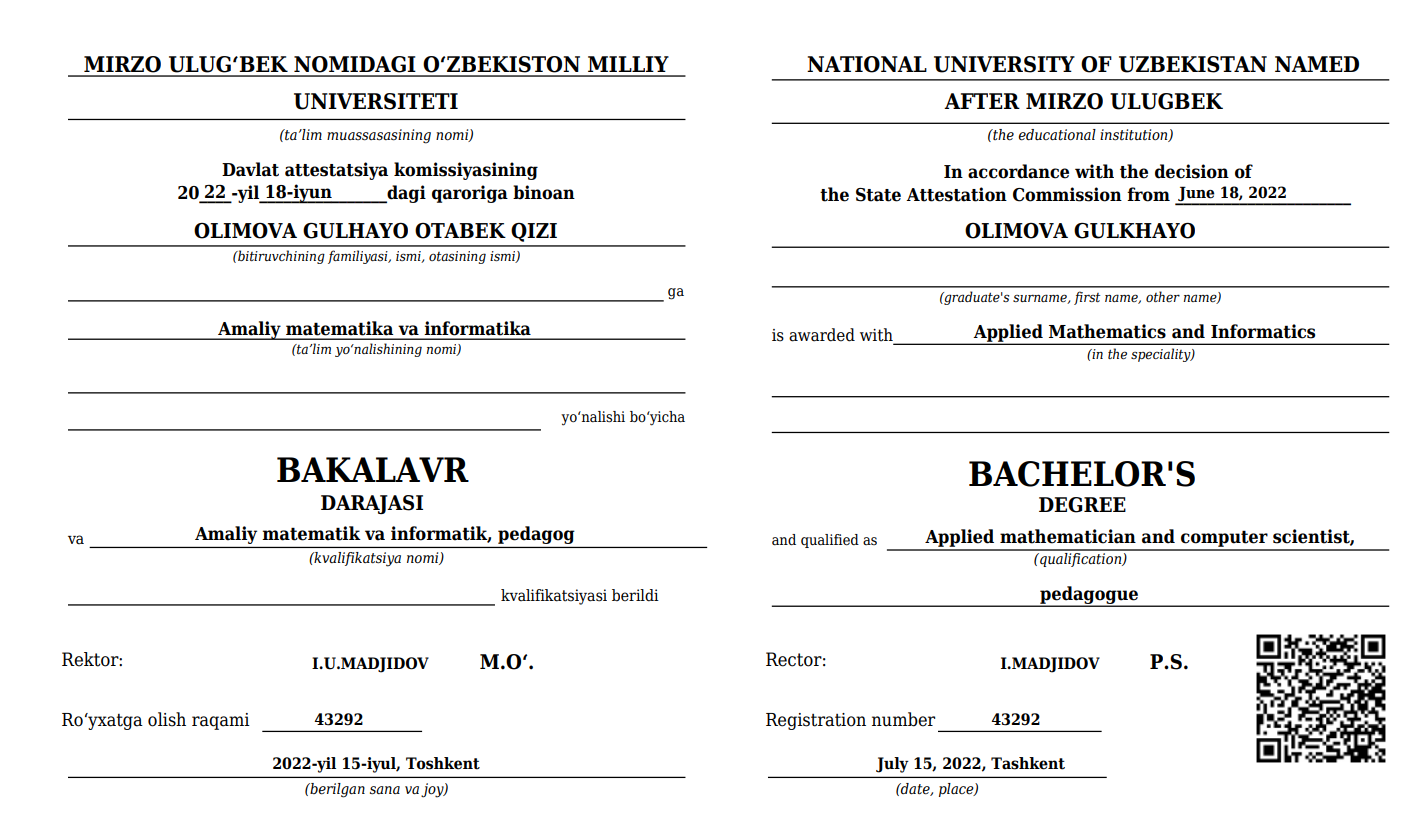 MIRZO ULUG‘BEK NOMIDAGI O‘ZBEKISTON MILLIY
UNIVERSITETI
(ta’lim muassasasining nomi)
Davlat attestatsiya komissiyasining
20 22 -yil 18-iyun dagi qaroriga binoan
OLIMOVA GULHAYO OTABEK QIZI
(bitiruvchining familiyasi, ismi, otasining ismi)
ga
Amaliy matematika va informatika
(ta’lim yo‘nalishining nomi)
yo‘nalishi bo‘yicha
BAKALAVR
DARAJASI
va Amaliy matematik va informatik, pedagog
(kvalifikatsiya nomi)
kvalifikatsiyasi berildi
Rektor: I.U.MADJIDOV M.O‘.
Ro‘yxatga olish raqami 43292
2022-yil 15-iyul, Toshkent
(berilgan sana va joy)
NATIONAL UNIVERSITY OF UZBEKISTAN NAMED
AFTER MIRZO ULUGBEK
(the educational institution)
In accordance with the decision of
the State Attestation Commission from June 18, 2022
OLIMOVA GULKHAYO
(graduate's surname, first name, other name)
is awarded with Applied Mathematics and Informatics
(in the speciality)
BACHELOR'S
DEGREE
and qualified as Applied mathematician and computer scientist,
(qualification)
pedagogue
Rector: I.MADJIDOV P.S.
Registration number 43292
July 15, 2022, Tashkent
(date, place)